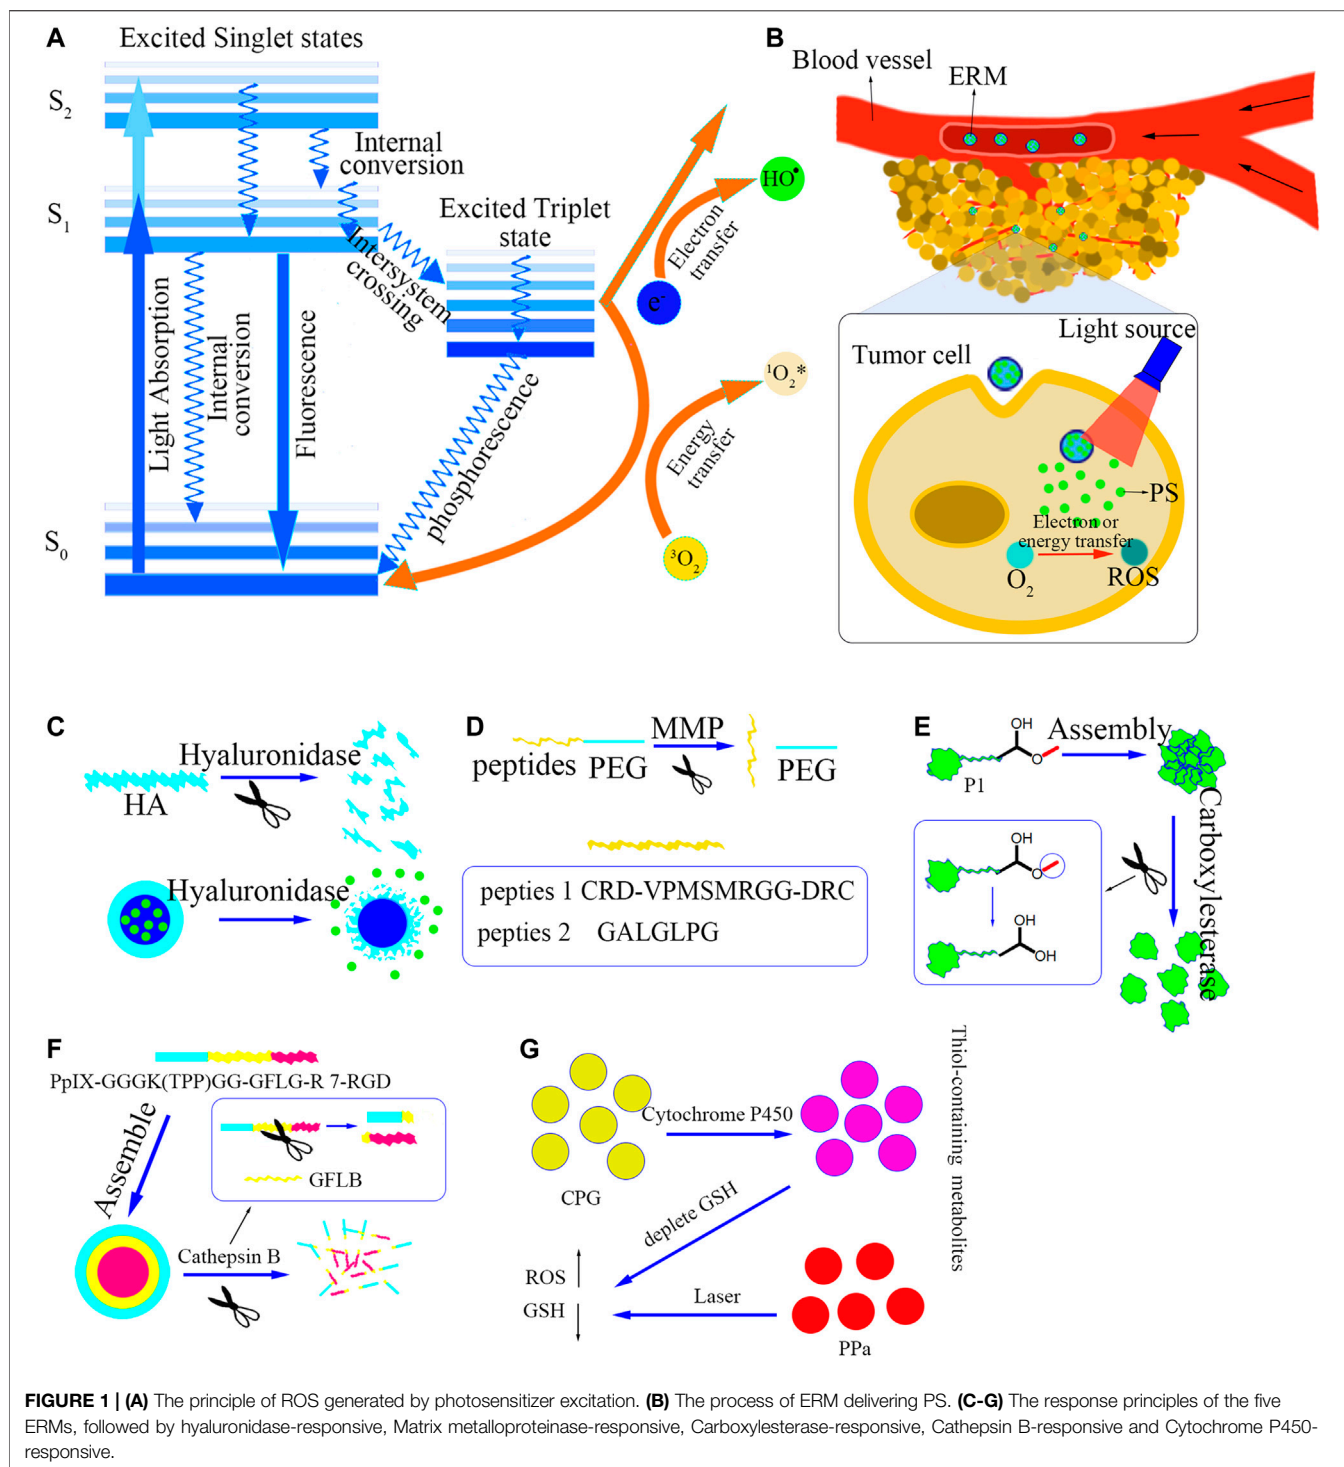 A
Excited Singlet states
S2
Internal
conversion
S1
Excited Triplet
state
Intersystem
crossing
Light Absorption
Internal
conversion
Fluorescence
phosphorescence
S0
HO•
Electron
transfer
e-
1O2*
Energy
transfer
3O2
B
Blood vessel
ERM
Light source
Tumor cell
PS
Electron or
energy transfer
O2
ROS
C
Hyaluronidase
HA
Hyaluronidase
D
MMP
peptides
PEG
PEG
pepties 1 CRD-VPMSMRGG-DRC
pepties 2 GALGLPG
E
OH
O
P1
Assembly
Carboxylesterase
OH
O
OH
OH
F
PpIX-GGGK(TPP)GG-GFLG-R 7-RGD
Assemble
GFLB
Cathepsin B
G
CPG
Cytochrome P450
Thiol-containing metabolites
deplete GSH
ROS
GSH
Laser
PPa
FIGURE 1 | (A) The principle of ROS generated by photosensitizer excitation. (B) The process of ERM delivering PS. (C-G) The response principles of the five
ERMs, followed by hyaluronidase-responsive, Matrix metalloproteinase-responsive, Carboxylesterase-responsive, Cathepsin B-responsive and Cytochrome P450-
responsive.